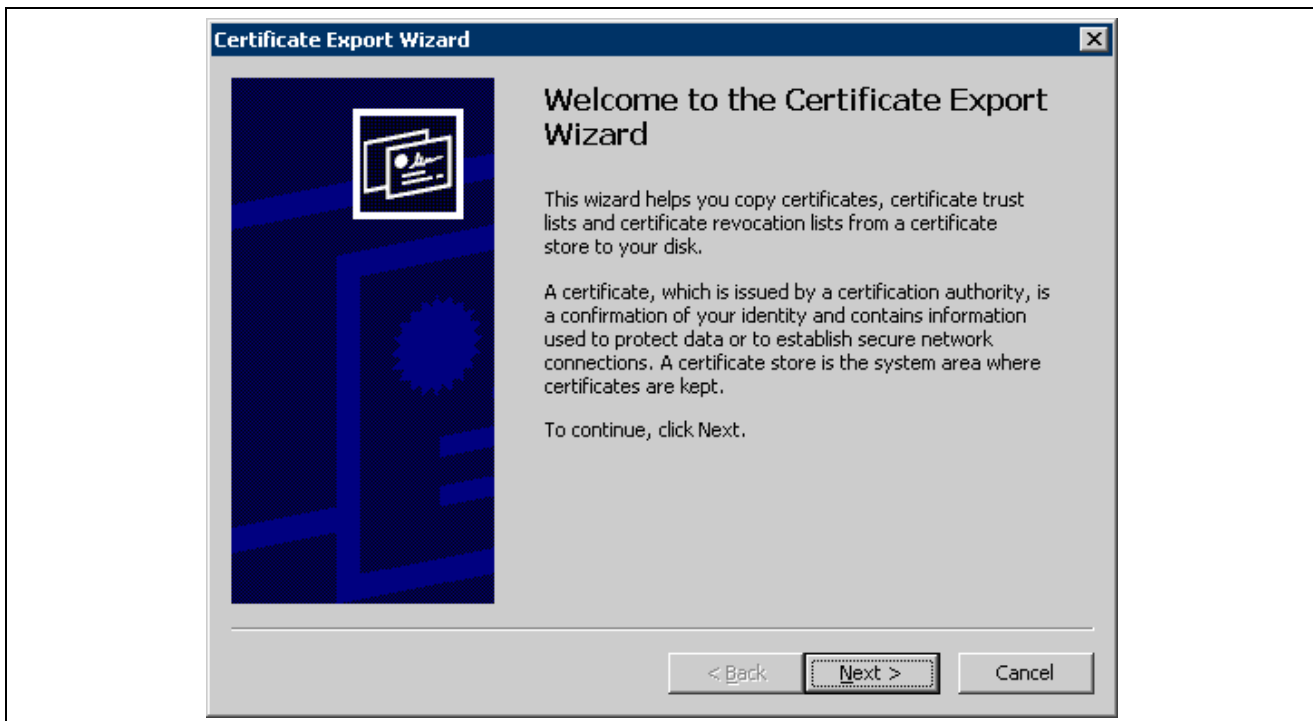 Certificate Export Wizard
Welcome to the Certificate Export
Wizard
This wizard helps you copy certificates, certificate trust
lists and certificate revocation lists from a certificate
store to your disk.
A certificate, which is issued by a certification authority, is
a confirmation of your identity and contains information
used to protect data or to establish secure network
connections. A certificate store is the system area where
certificates are kept.
To continue, click Next.
< Back
Next >
Cancel